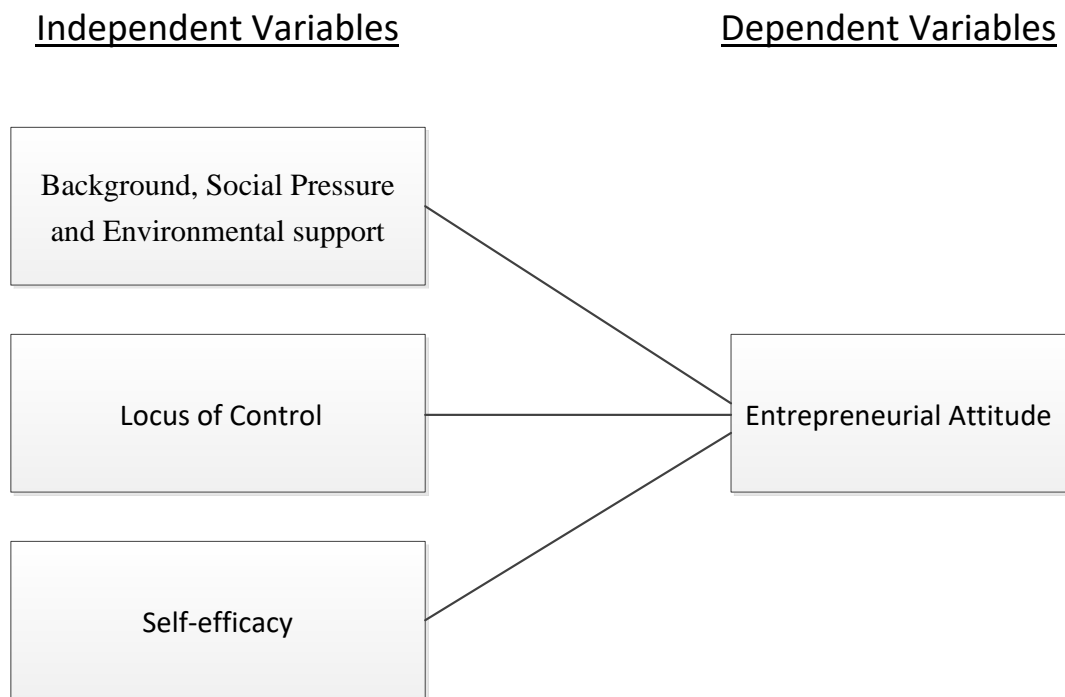 Independent Variables
Dependent Variables
Background, Social Pressure
and Environmental support
Locus of Control
Entrepreneurial Attitude
Self-efficacy